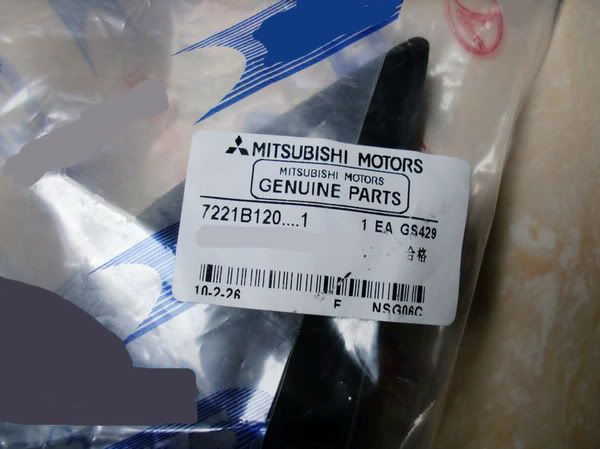 MITSUBISHI MOTORS
MITSUBISHI MOTORS
GENUINE PARTS
7221B120....1 1 EA GS429
合格
10-2-26 F NSG06C